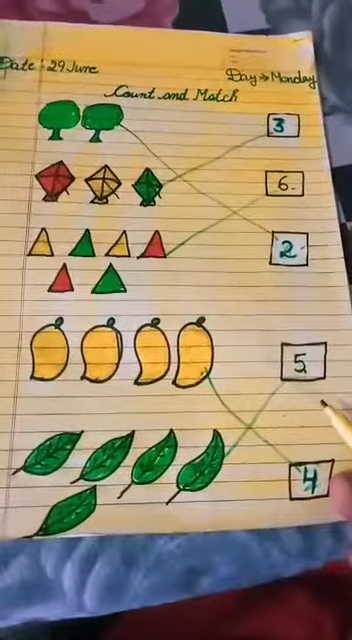 Date :29 June
Day → Monday
Count and Match
3
6.
2
5.
4